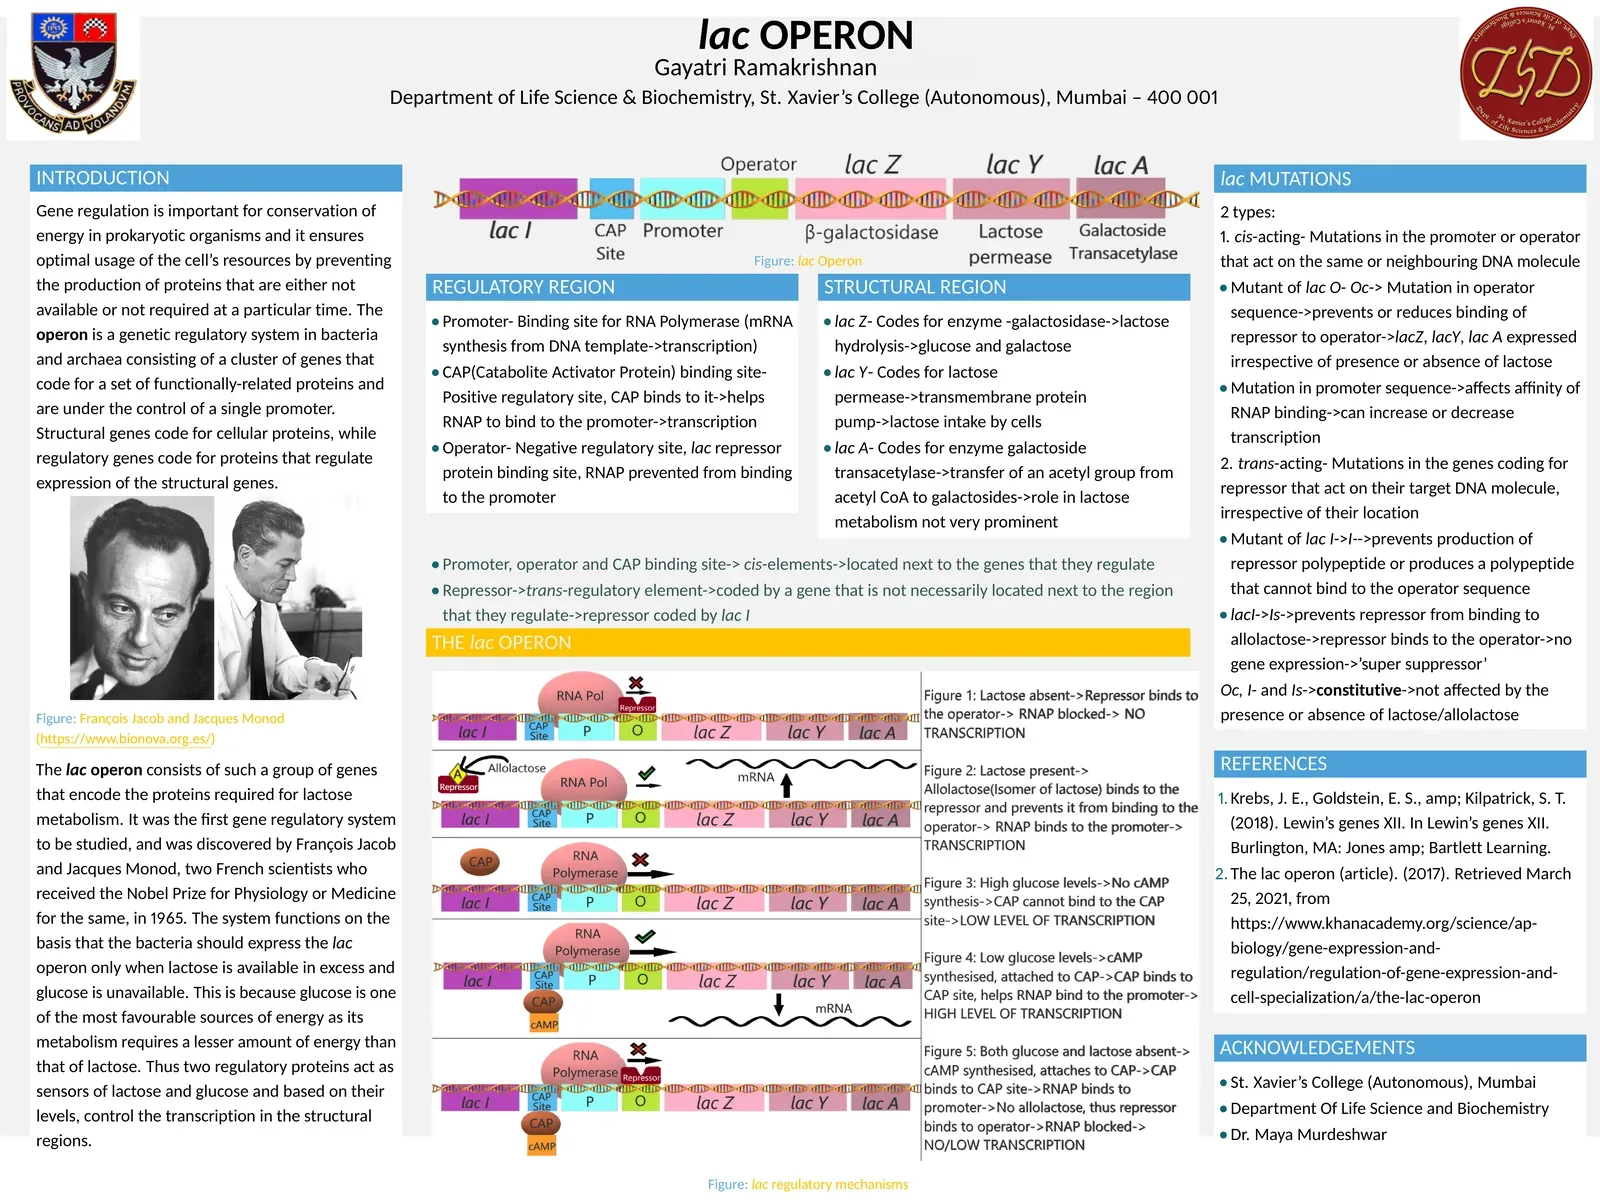 lac OPERON
Gayatri Ramakrishnan
Department of Life Science & Biochemistry, St. Xavier's College (Autonomous), Mumbai – 400 001
PROVOCANS AD VOLANDVM
St. Xavier's College
Dept. of Life Sciences & Biochemistry
INTRODUCTION
Gene regulation is important for conservation of
energy in prokaryotic organisms and it ensures
optimal usage of the cell's resources by preventing
the production of proteins that are either not
available or not required at a particular time. The
operon is a genetic regulatory system in bacteria
and archaea consisting of a cluster of genes that
code for a set of functionally-related proteins and
are under the control of a single promoter.
Structural genes code for cellular proteins, while
regulatory genes code for proteins that regulate
expression of the structural genes.
Figure: François Jacob and Jacques Monod
(https://www.bionova.org.es/)
The lac operon consists of such a group of genes
that encode the proteins required for lactose
metabolism. It was the first gene regulatory system
to be studied, and was discovered by François Jacob
and Jacques Monod, two French scientists who
received the Nobel Prize for Physiology or Medicine
for the same, in 1965. The system functions on the
basis that the bacteria should express the lac
operon only when lactose is available in excess and
glucose is unavailable. This is because glucose is one
of the most favourable sources of energy as its
metabolism requires a lesser amount of energy than
that of lactose. Thus two regulatory proteins act as
sensors of lactose and glucose and based on their
levels, control the transcription in the structural
regions.
Operator lac Z lac Y lac A
lac I CAP Site Promoter β-galactosidase Lactose permease Galactoside Transacetylase
Figure: lac Operon
REGULATORY REGION
• Promoter- Binding site for RNA Polymerase (mRNA
synthesis from DNA template->transcription)
• CAP(Catabolite Activator Protein) binding site-
Positive regulatory site, CAP binds to it->helps
RNAP to bind to the promoter->transcription
• Operator- Negative regulatory site, lac repressor
protein binding site, RNAP prevented from binding
to the promoter
STRUCTURAL REGION
• lac Z- Codes for enzyme -galactosidase->lactose
hydrolysis->glucose and galactose
• lac Y- Codes for lactose
permease->transmembrane protein
pump->lactose intake by cells
• lac A- Codes for enzyme galactoside
transacetylase->transfer of an acetyl group from
acetyl CoA to galactosides->role in lactose
metabolism not very prominent
• Promoter, operator and CAP binding site-> cis-elements->located next to the genes that they regulate
• Repressor->trans-regulatory element->coded by a gene that is not necessarily located next to the region
that they regulate->repressor coded by lac I
THE lac OPERON
RNA Pol Repressor
lac I CAP Site P O lac Z lac Y lac A
Figure 1: Lactose absent->Repressor binds to
the operator-> RNAP blocked-> NO
TRANSCRIPTION
A Allolactose Repressor RNA Pol mRNA
lac I CAP Site P O lac Z lac Y lac A
Figure 2: Lactose present->
Allolactose(Isomer of lactose) binds to the
repressor and prevents it from binding to the
operator-> RNAP binds to the promoter->
TRANSCRIPTION
CAP RNA Polymerase
lac I CAP Site P O lac Z lac Y lac A
Figure 3: High glucose levels->No cAMP
synthesis->CAP cannot bind to the CAP
site->LOW LEVEL OF TRANSCRIPTION
RNA Polymerase
lac I CAP Site P O lac Z lac Y lac A
CAP cAMP mRNA
Figure 4: Low glucose levels->cAMP
synthesised, attached to CAP->CAP binds to
CAP site, helps RNAP bind to the promoter->
HIGH LEVEL OF TRANSCRIPTION
RNA Polymerase Repressor
lac I CAP Site P O lac Z lac Y lac A
CAP cAMP
Figure 5: Both glucose and lactose absent->
cAMP synthesised, attaches to CAP->CAP
binds to CAP site->RNAP binds to
promoter->No allolactose, thus repressor
binds to operator->RNAP blocked->
NO/LOW TRANSCRIPTION
Figure: lac regulatory mechanisms
lac MUTATIONS
2 types:
1. cis-acting- Mutations in the promoter or operator
that act on the same or neighbouring DNA molecule
• Mutant of lac O- Oc-> Mutation in operator
sequence->prevents or reduces binding of
repressor to operator->lacZ, lacY, lac A expressed
irrespective of presence or absence of lactose
• Mutation in promoter sequence->affects affinity of
RNAP binding->can increase or decrease
transcription
2. trans-acting- Mutations in the genes coding for
repressor that act on their target DNA molecule,
irrespective of their location
• Mutant of lac I->I-->prevents production of
repressor polypeptide or produces a polypeptide
that cannot bind to the operator sequence
• lacI->Is->prevents repressor from binding to
allolactose->repressor binds to the operator->no
gene expression->'super suppressor'
Oc, I- and Is->constitutive->not affected by the
presence or absence of lactose/allolactose
REFERENCES
1. Krebs, J. E., Goldstein, E. S., amp; Kilpatrick, S. T.
(2018). Lewin's genes XII. In Lewin's genes XII.
Burlington, MA: Jones amp; Bartlett Learning.
2. The lac operon (article). (2017). Retrieved March
25, 2021, from
https://www.khanacademy.org/science/ap-
biology/gene-expression-and-
regulation/regulation-of-gene-expression-and-
cell-specialization/a/the-lac-operon
ACKNOWLEDGEMENTS
• St. Xavier's College (Autonomous), Mumbai
• Department Of Life Science and Biochemistry
• Dr. Maya Murdeshwar